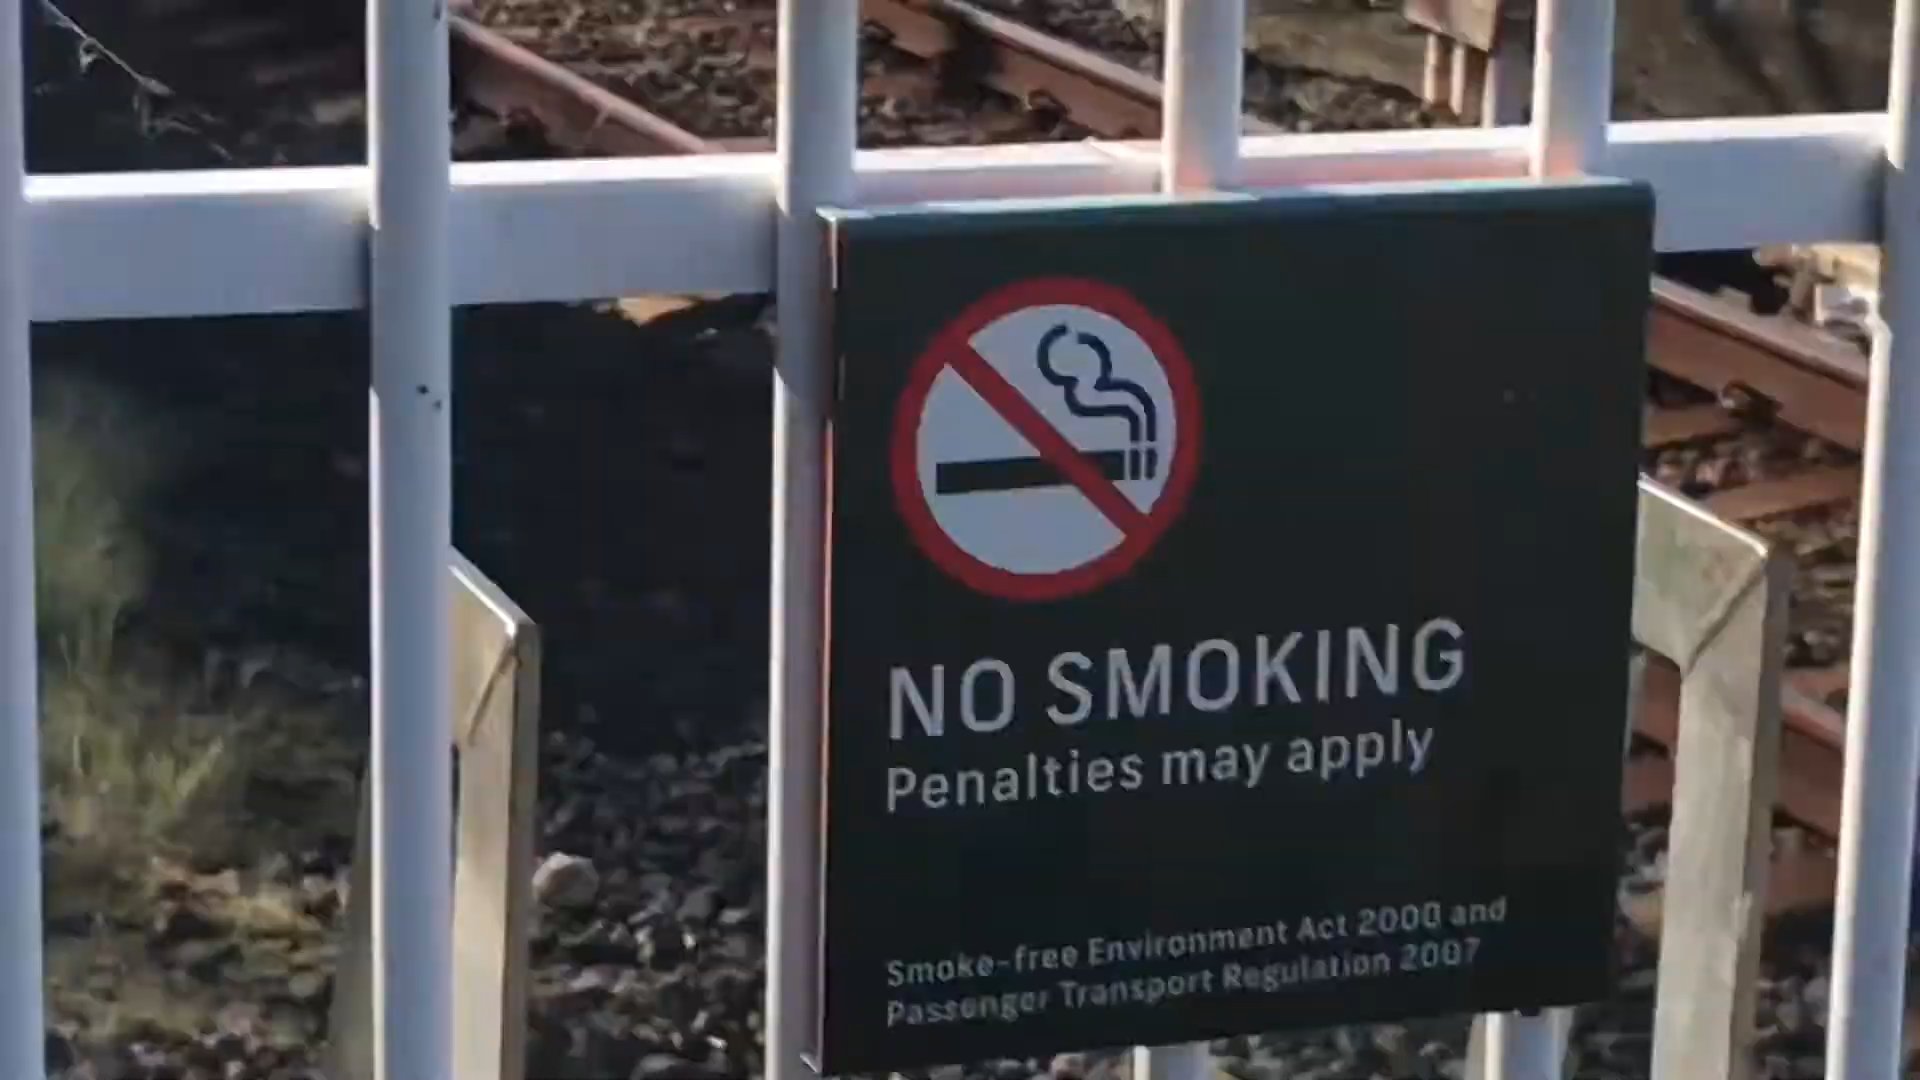 NO SMOKING
Penalties may apply
Smoke-free Environment Act 2000 and
Passenger Transport Regulation 2007